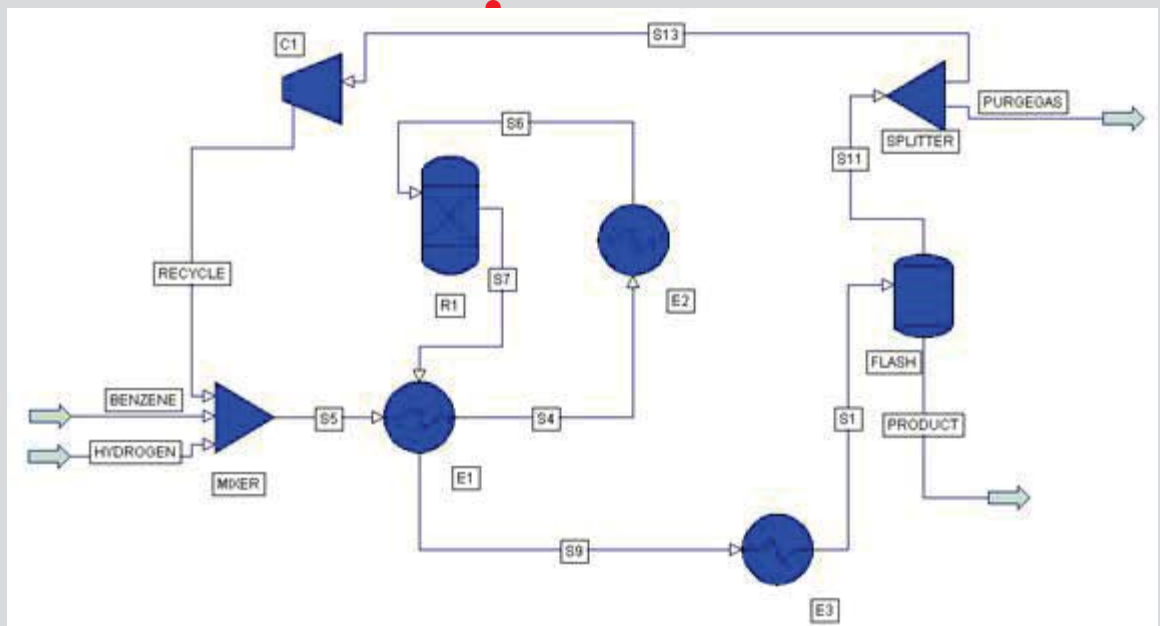 S13
C1
PURGEGAS
S6
SPLITTER
S11
RECYCLE
S7
R1
E2
FLASH
BENZENE
S5
S4
S1
PRODUCT
HYDROGEN
E1
MIXER
S9
E3